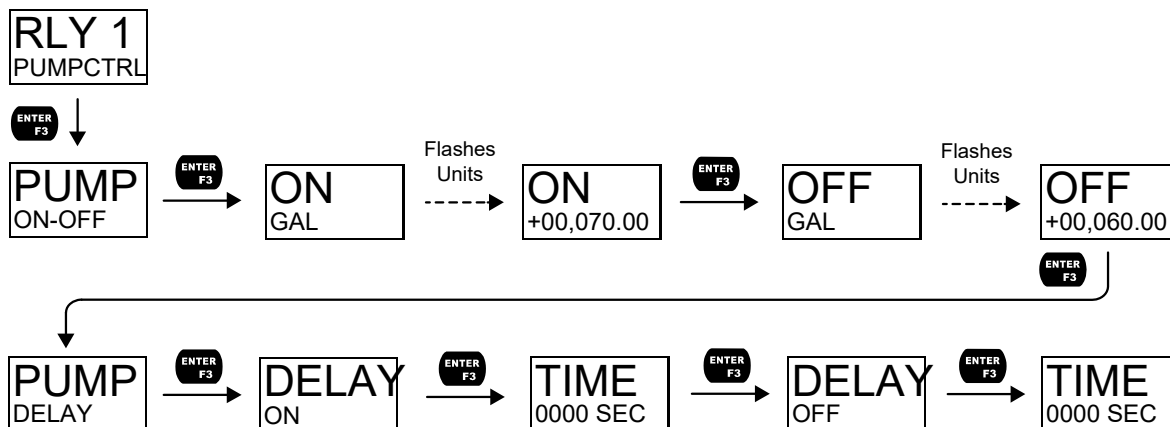 RLY 1
PUMPCTRL
ENTER
F3
PUMP
ON-OFF
ENTER
F3
ON
GAL
Flashes
Units
ON
+00,070.00
ENTER
F3
OFF
GAL
Flashes
Units
OFF
+00,060.00
ENTER
F3
PUMP
DELAY
ENTER
F3
DELAY
ON
ENTER
F3
TIME
0000 SEC
ENTER
F3
DELAY
OFF
ENTER
F3
TIME
0000 SEC